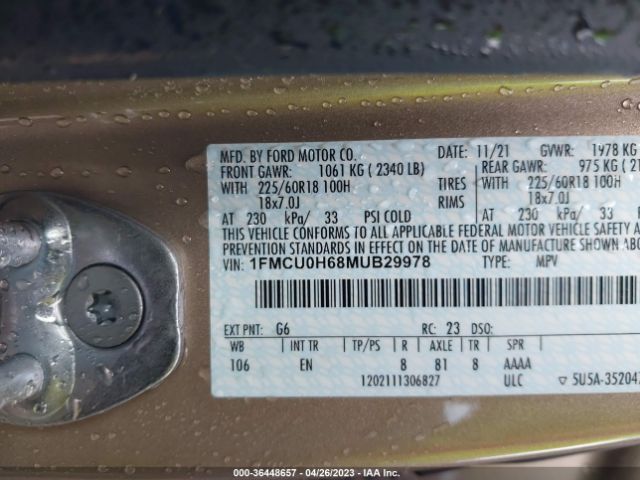 MFD. BY FORD MOTOR CO. DATE: 11/21 GVWR: 1978 KG
FRONT GAWR: 1061 KG ( 2340 LB) REAR GAWR: 975 KG ( 21
WITH 225/60R18 100H TIRES WITH 225/60R18 100H
18x7.0J RIMS 18x7.0J
AT 230 kPa/ 33 PSI COLD AT 230 kPa/ 33
THIS VEHICLE CONFORMS TO ALL APPLICABLE FEDERAL MOTOR VEHICLE SAFETY
PREVENTION STANDARDS IN EFFECT ON THE DATE OF MANUFACTURE SHOWN ABO
VIN: 1FMCU0H68MUB29978 TYPE: MPV
EXT PNT: G6 RC: 23 DSO:
WB INT TR TP/PS R AXLE TR SPR
106 EN 8 81 8 AAAA
1202111306827 ULC ▽ 5U5A-35204
000-36448657 - 04/26/2023 - IAA Inc.